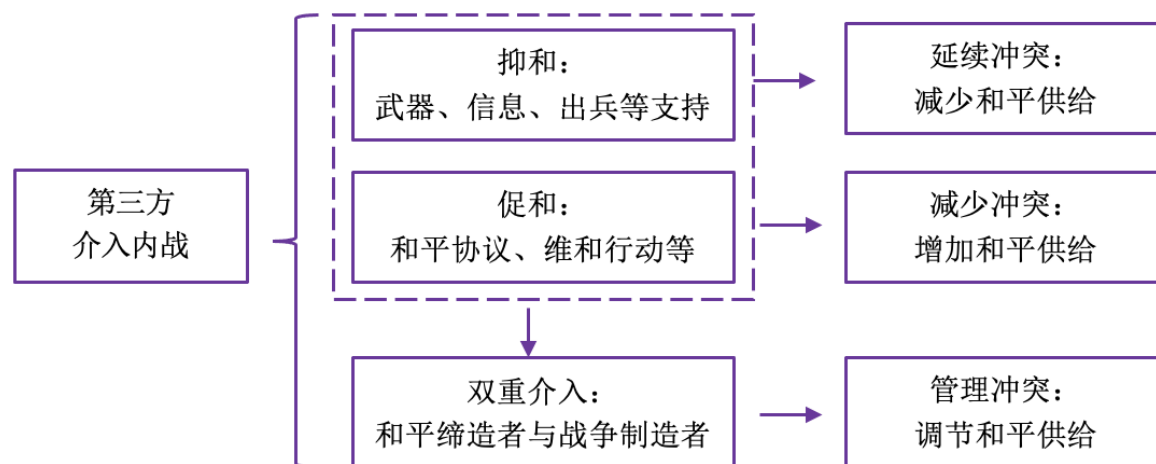 第三方
介入内战
抑和：
武器、信息、出兵等支持
延续冲突：
减少和平供给
促和：
和平协议、维和行动等
减少冲突：
增加和平供给
双重介入：
和平缔造者与战争制造者
管理冲突：
调节和平供给